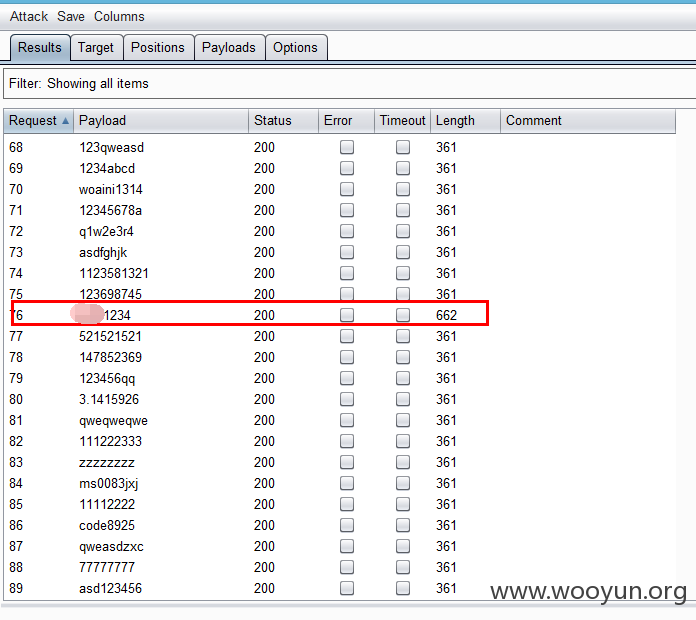 Attack Save Columns
Results Target Positions Payloads Options
Filter: Showing all items
Request Payload Status Error Timeout Length Comment
68 123qweasd 200 361
69 1234abcd 200 361
70 woaini1314 200 361
71 12345678a 200 361
72 q1w2e3r4 200 361
73 asdfghjk 200 361
74 1123581321 200 361
75 123698745 200 361
76 1234 200 662
77 521521521 200 361
78 147852369 200 361
79 123456qq 200 361
80 3.1415926 200 361
81 qweqweqwe 200 361
82 111222333 200 361
83 zzzzzzzz 200 361
84 ms0083jxj 200 361
85 11112222 200 361
86 code8925 200 361
87 qweasdzxc 200 361
88 77777777 200 361
89 asd123456 200 361
www.wooyun.org